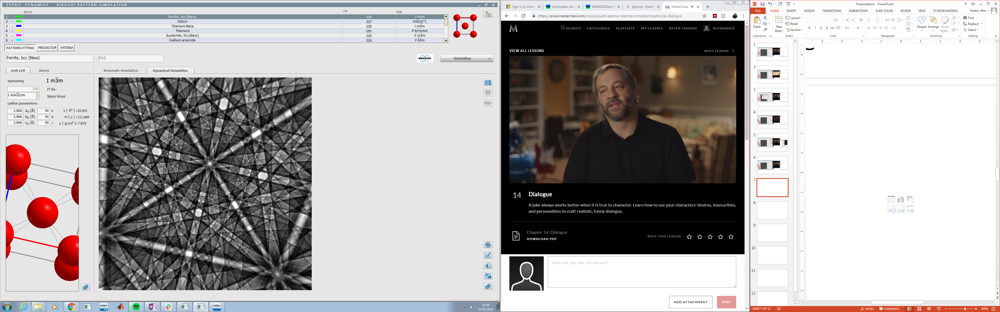 ESPRIT DYNAMICS KIKUCHI PATTERN SIMULATION
Name IT# Spgr
1 Ferrite, bcc (New) 229 I m3m
2 Silicon 227 Fd3m(*)
3 Titanium Beta 229 I m3m
4 Titanium 191 P 6/mmm
5 Austenite, fcc (New) 225 F m3m
6 Gallium arsenide 216 F 43m
PATTERN FITTING PROJECTOR SYSTEM
Ferrite, bcc (New) Fe2 BRUKER Simulation
Unit Cell Atoms Kinematic Simulation Dynamical Simulation
Symmetry I m3̅m
229 IT No.
I 4/m3̅2/m Space Group
Lattice parameters
2.866 a₀ [Å] 90 α V [ Å³ ] :23.541
2.866 b₀ [Å] 90 β m [ u ] :111.694
2.866 c₀ [Å] 90 γ ρ [ g/cm³ ]: 7.879
16:38
23/05/2019
Sign in to Outlo
Information Abo
M&M2018SaveI
Egencia - Itinera
MasterClass
https://www.masterclass.com/classes/judd-apatow-teaches-comedy/chapters/ja-dialogue
SEARCH CATEGORIES PLAYLISTS MY CLASSES REFER FRIENDS ALEXANDER
VIEW ALL LESSONS NEXT LESSON
14 Dialogue
A joke always works better when it is true to character. Learn how to use your characters' desires, insecurities,
and personalities to craft realistic, funny dialogue.
Chapter 14: Dialogue
DOWNLOAD PDF
RATE THIS LESSON
How did you like this lesson?
ADD ATTACHMENT POST
Presentation1 - PowerPoint
FILE HOME INSERT DESIGN TRANSITIONS ANIMATIONS SLIDE SHOW REVIEW VIEW STORYBOARDING Foden, Alex
Paste New Slide Layout Reset Section 18 Shapes Arrange Quick Styles Find Replace Select
Clipboard Slides Font Paragraph Drawing Editing
1
2
3
4
5
6
7
8
9
10
11
12
SLIDE 7 OF 12 NOTES COMMENTS 200%